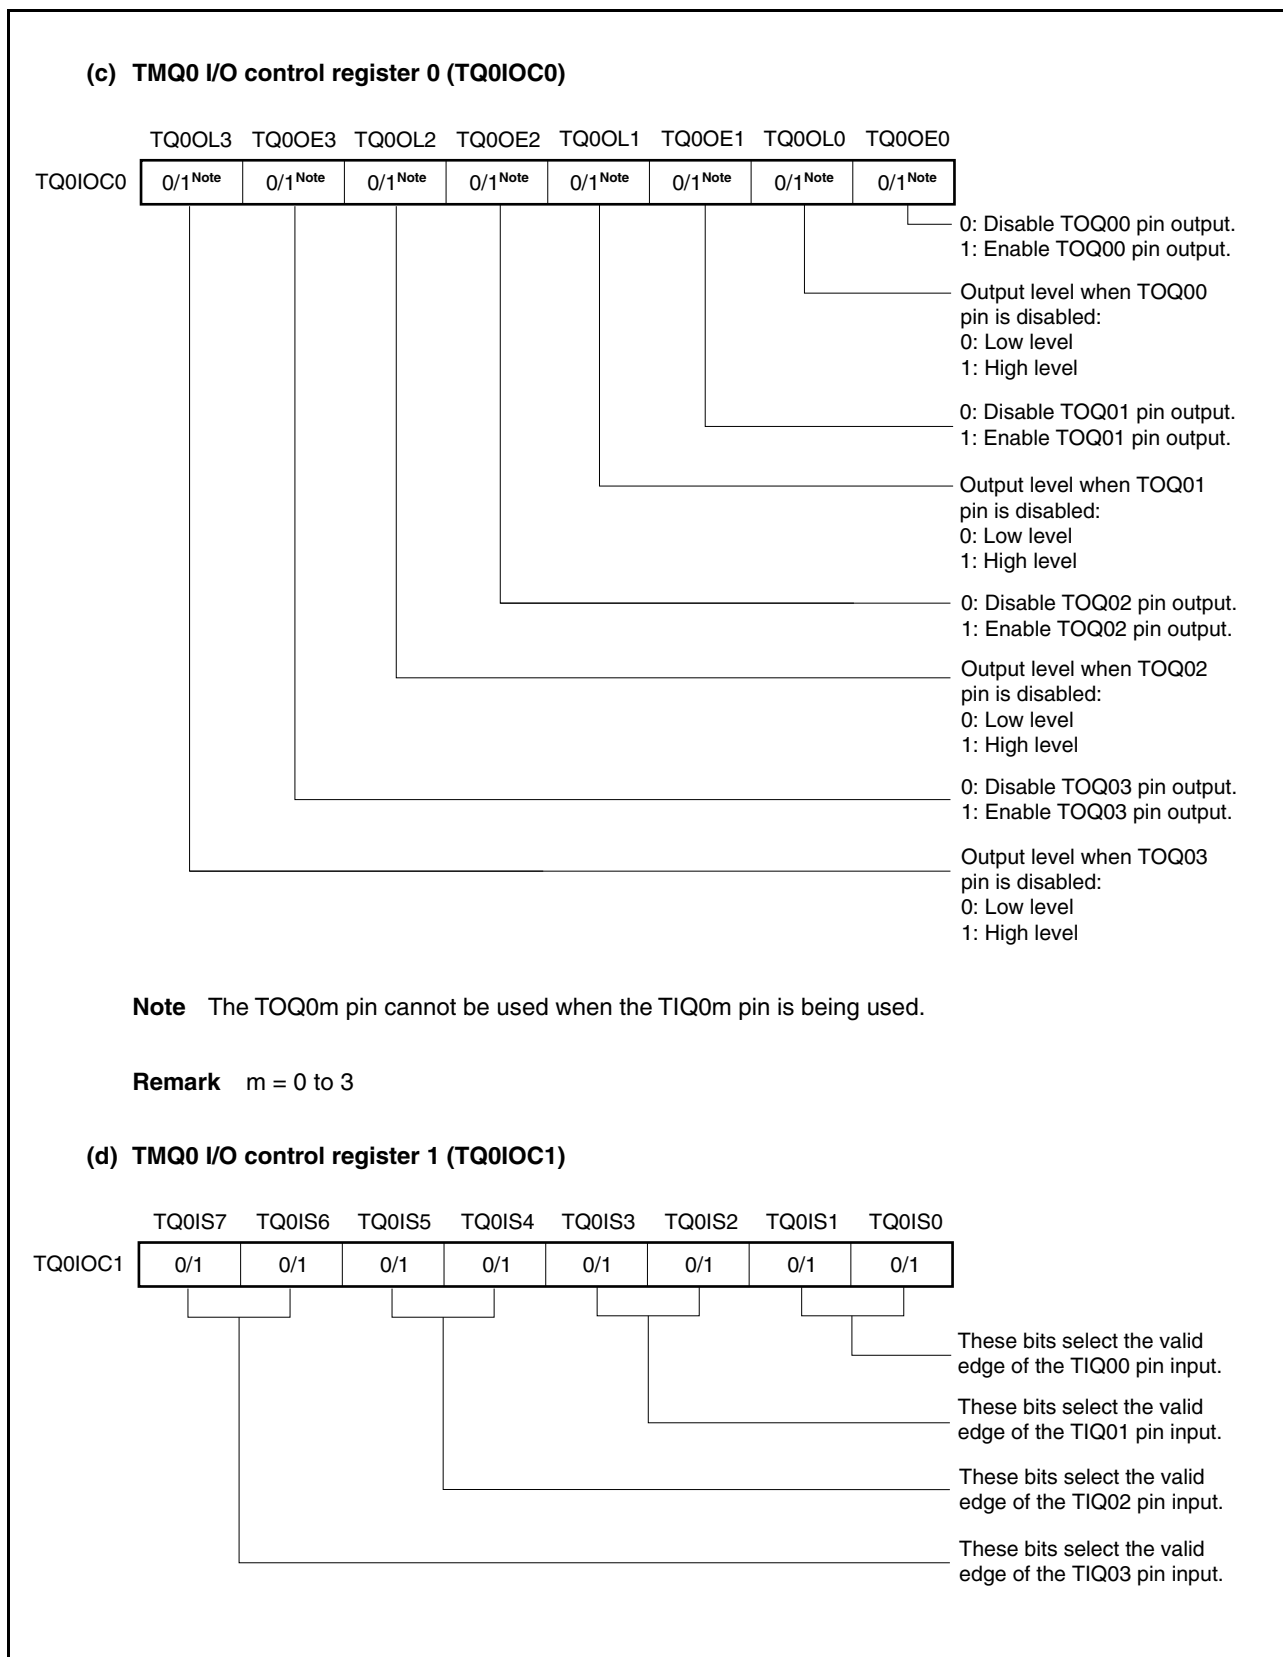 (c) TMQ0 I/O control register 0 (TQ0IOC0)
TQ0OL3 TQ0OE3 TQ0OL2 TQ0OE2 TQ0OL1 TQ0OE1 TQ0OL0 TQ0OE0
TQ0IOC0 0/1Note 0/1Note 0/1Note 0/1Note 0/1Note 0/1Note 0/1Note 0/1Note
0: Disable TOQ00 pin output.
1: Enable TOQ00 pin output.
Output level when TOQ00
pin is disabled:
0: Low level
1: High level
0: Disable TOQ01 pin output.
1: Enable TOQ01 pin output.
Output level when TOQ01
pin is disabled:
0: Low level
1: High level
0: Disable TOQ02 pin output.
1: Enable TOQ02 pin output.
Output level when TOQ02
pin is disabled:
0: Low level
1: High level
0: Disable TOQ03 pin output.
1: Enable TOQ03 pin output.
Output level when TOQ03
pin is disabled:
0: Low level
1: High level
Note The TOQ0m pin cannot be used when the TIQ0m pin is being used.
Remark m = 0 to 3
(d) TMQ0 I/O control register 1 (TQ0IOC1)
TQ0IS7 TQ0IS6 TQ0IS5 TQ0IS4 TQ0IS3 TQ0IS2 TQ0IS1 TQ0IS0
TQ0IOC1 0/1 0/1 0/1 0/1 0/1 0/1 0/1 0/1
These bits select the valid
edge of the TIQ00 pin input.
These bits select the valid
edge of the TIQ01 pin input.
These bits select the valid
edge of the TIQ02 pin input.
These bits select the valid
edge of the TIQ03 pin input.